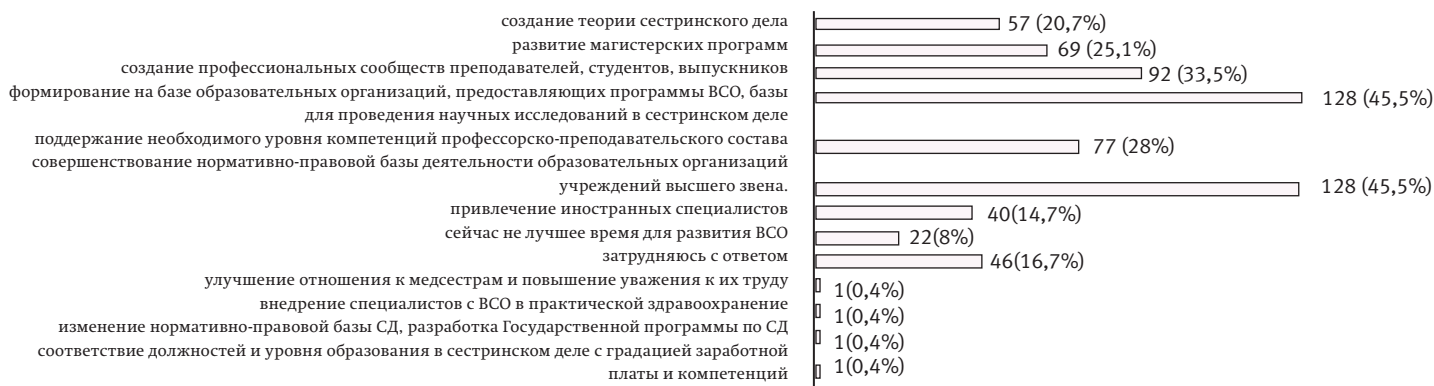 создание теории сестринского дела 57 (20,7%)
развитие магистерских программ 69 (25,1%)
создание профессиональных сообществ преподавателей, студентов, выпускников 92 (33,5%)
формирование на базе образовательных организаций, предоставляющих программы ВСО, базы 128 (45,5%)
для проведения научных исследований в сестринском деле
поддержание необходимого уровня компетенций профессорско-преподавательского состава 77 (28%)
совершенствование нормативно-правовой базы деятельности образовательных организаций
учреждений высшего звена. 128 (45,5%)
привлечение иностранных специалистов 40(14,7%)
сейчас не лучшее время для развития ВСО 22(8%)
затрудняюсь с ответом 46(16,7%)
улучшение отношения к медсестрам и повышение уважения к их труду 1(0,4%)
внедрение специалистов с ВСО в практической здравоохранение 1(0,4%)
изменение нормативно-правовой базы СД, разработка Государственной программы по СД 1(0,4%)
соответствие должностей и уровня образования в сестринском деле с градацией заработной 1(0,4%)
платы и компетенций